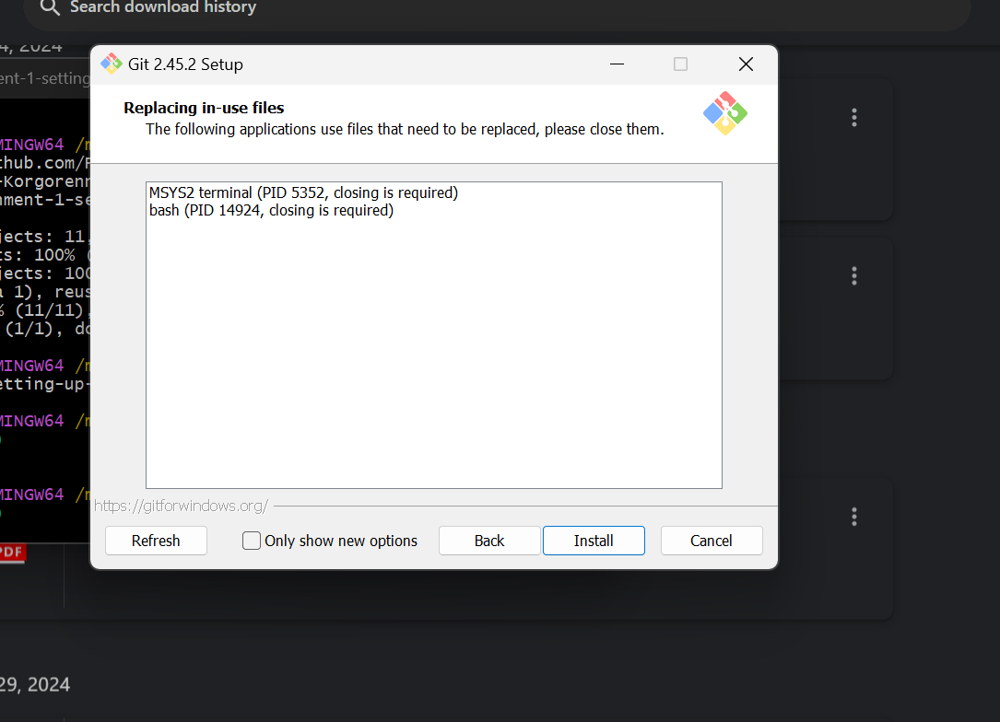 Search download history
4, 2024
ent-1-setting
Git 2.45.2 Setup
Replacing in-use files
The following applications use files that need to be replaced, please close them.
MSYS2 terminal (PID 5352, closing is required)
bash (PID 14924, closing is required)
MINGW64 /
thub.com/
-Korgorenr
nment-1-se
jects: 11,
ts: 100% (
jects: 100
a 1), reus
% (11/11),
(1/1), do
MINGW64 /
etting-up-
MINGW64 /
MINGW64 /
https://gitforwindows.org/
Refresh
Only show new options
Back
Install
Cancel
PDF
29, 2024